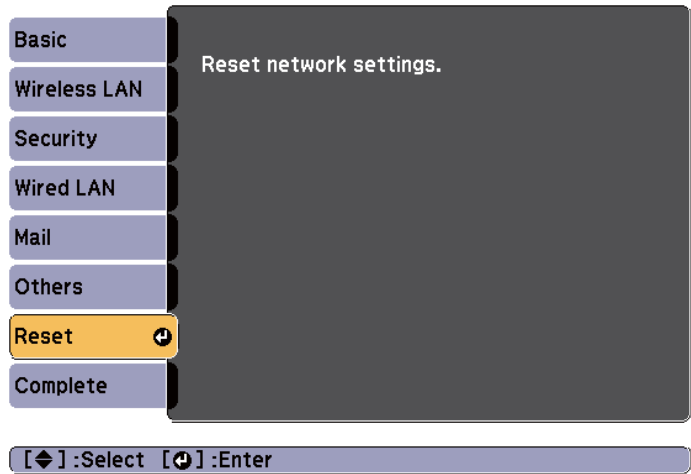 Basic
Wireless LAN
Security
Wired LAN
Mail
Others
Reset
Complete
Reset network settings.
[◆] :Select [⏎] :Enter